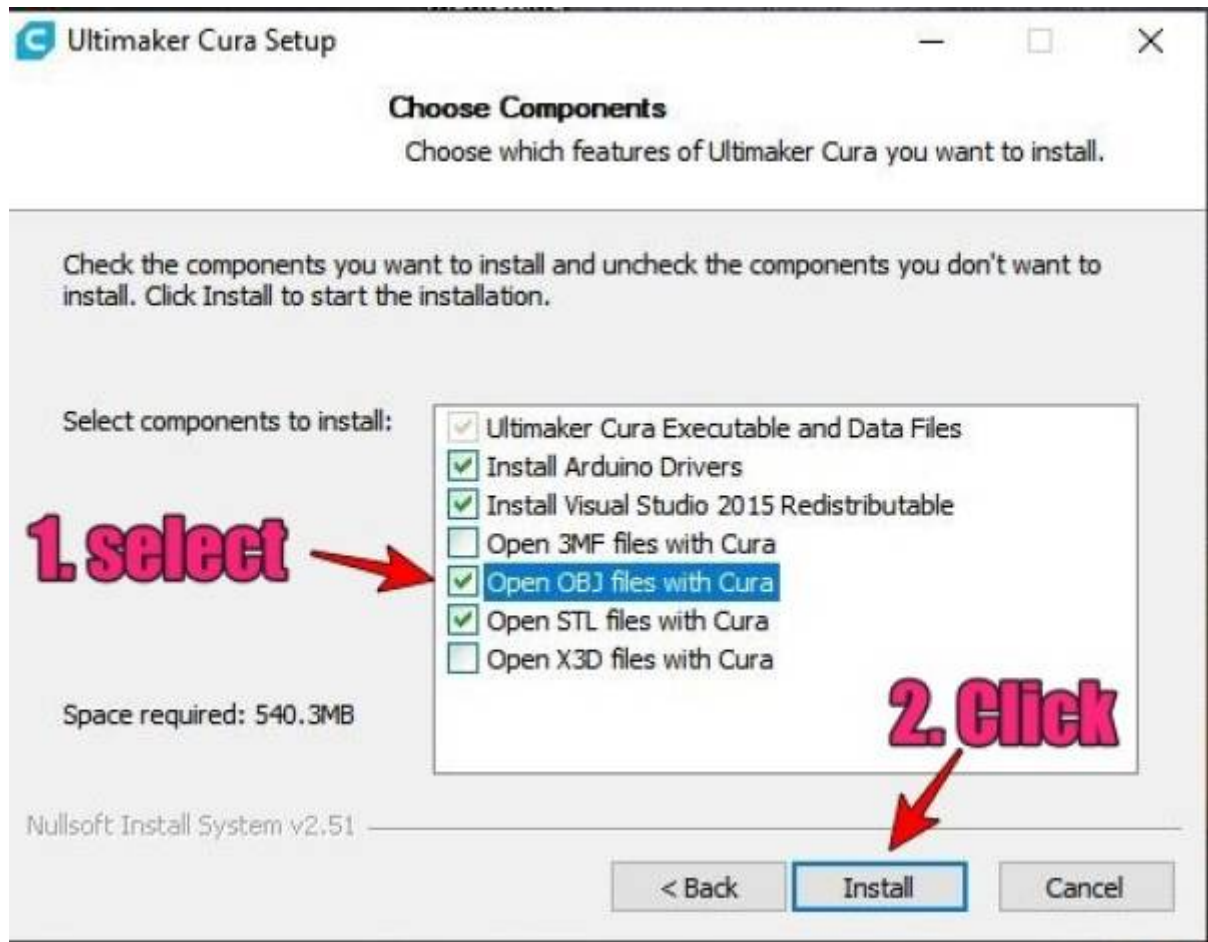 Ultimaker Cura Setup
Choose Components
Choose which features of Ultimaker Cura you want to install.
Check the components you want to install and uncheck the components you don't want to
install. Click Install to start the installation.
Select components to install:
Ultimaker Cura Executable and Data Files
Install Arduino Drivers
Install Visual Studio 2015 Redistributable
Open 3MF files with Cura
1. select
Open OBJ files with Cura
Open STL files with Cura
Open X3D files with Cura
Space required: 540.3MB
2. Click
Nullsoft Install System v2.51
< Back
Install
Cancel